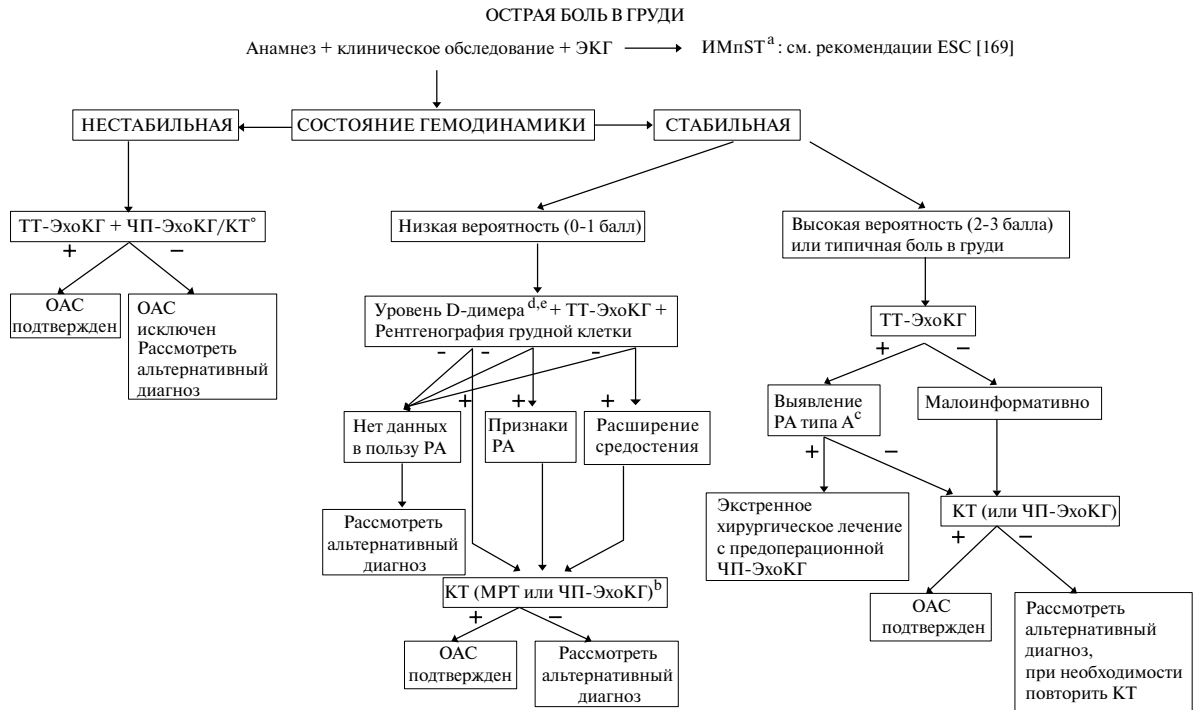 ОСТРАЯ БОЛЬ В ГРУДИ
Анамнез + клиническое обследование + ЭКГ
ИМпST a : см. рекомендации ESC [169]
НЕСТАБИЛЬНАЯ
СОСТОЯНИЕ ГЕМОДИНАМИКИ
СТАБИЛЬНАЯ
ТТ-ЭхоКГ + ЧП-ЭхоКГ/КТ°
+ –
ОАС
подтвержден
ОАС
исключен
Рассмотреть
альтернативный
диагноз
Низкая вероятность (0-1 балл)
Уровень D-димера d,e + ТТ-ЭхоКГ +
Рентгенография грудной клетки
- - -
+ + +
Нет данных
в пользу РА
Признаки
РА
Расширение
средостения
Рассмотреть
альтернативный
диагноз
КТ (МРТ или ЧП-ЭхоКГ) b
+ –
ОАС
подтвержден
Рассмотреть
альтернативный
диагноз
Высокая вероятность (2-3 балла)
или типичная боль в груди
ТТ-ЭхоКГ
+ –
Выявление
РА типа А c
Малоинформативно
+ –
Экстренное
хирургическое лечение
с предоперационной
ЧП-ЭхоКГ
КТ (или ЧП-ЭхоКГ)
+ –
ОАС
подтвержден
Рассмотреть
альтернативный
диагноз,
при необходимости
повторить КТ